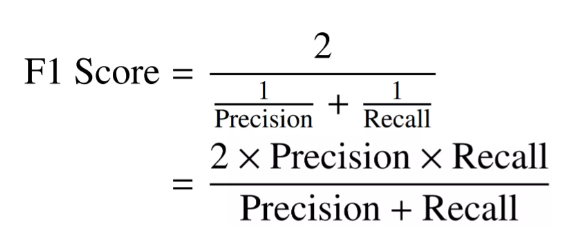 F1 Score = 2 / (1/Precision + 1/Recall)
= (2 × Precision × Recall) / (Precision + Recall)